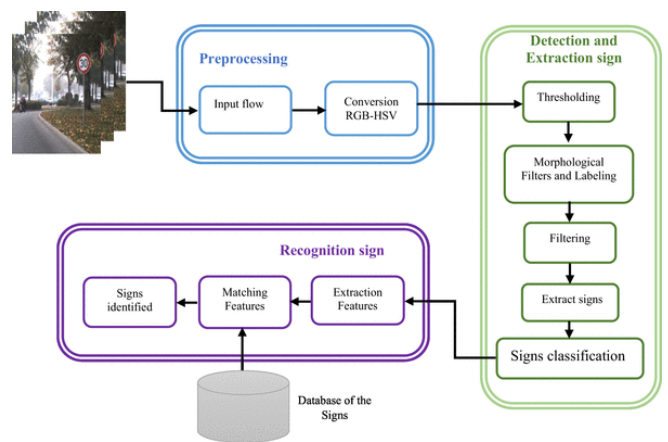 Preprocessing
Input flow
Conversion
RGB-HSV
Detection and
Extraction sign
Thresholding
Morphological
Filters and Labeling
Filtering
Extract signs
Signs classification
Recognition sign
Extraction
Features
Matching
Features
Signs
identified
Database of the
Signs